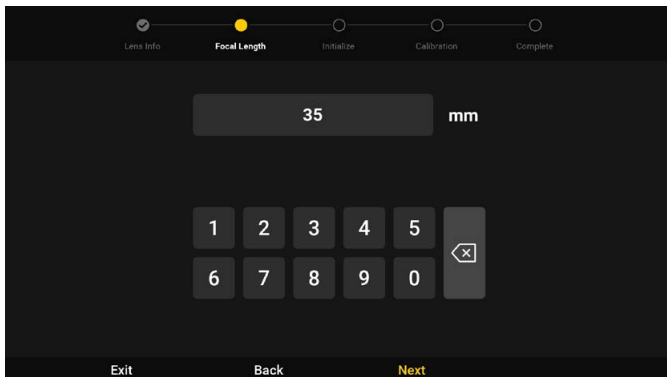 Lens Info Focal Length Initialize Calibration Complete
35 mm
1 2 3 4 5
6 7 8 9 0
Exit Back Next